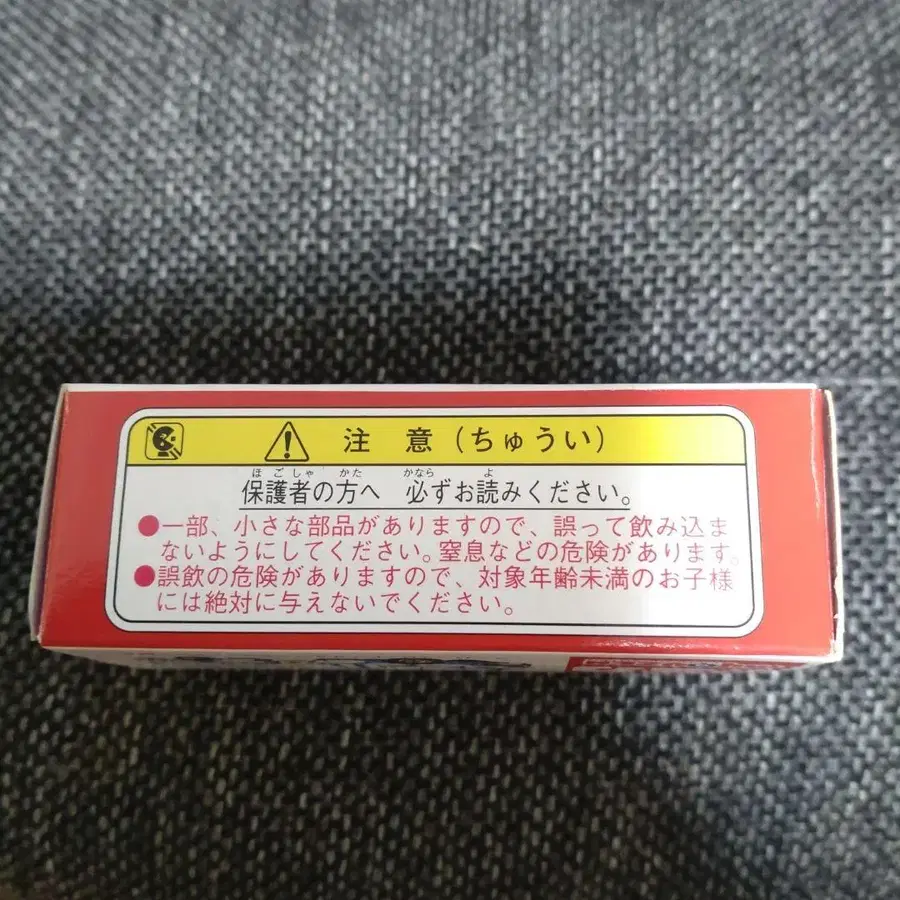 注意(ちゅうい)
ほごしゃ かた かなら よ
保護者の方へ 必ずお読みください。
●一部、小さな部品がありますので、誤って飲み込ま
ないようにしてください。窒息などの危険があります。
●誤飲の危険がありますので、対象年齢未満のお子様
には絶対に与えないでください。